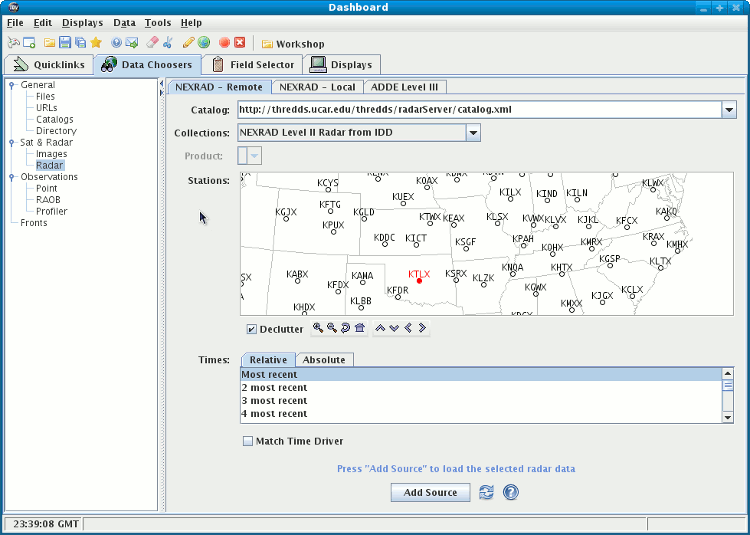 Dashboard
File Edit Displays Data Tools Help
Workshop
Quicklinks Data Choosers Field Selector Displays
General
Files
URLs
Catalogs
Directory
Sat & Radar
Images
Radar
Observations
Point
RAOB
Profiler
Fronts
NEXRAD - Remote NEXRAD - Local ADDE Level III
Catalog: http://thredds.ucar.edu/thredds/radarServer/catalog.xml
Collections: NEXRAD Level II Radar from IDD
Product:
Stations:
KCYS KOAX KILX KIND KILN KLWX
KUEX
KGJX KFTG KGLD KTWX KEAX KLSX KVWX KLVX KJKL KFCX KAKQ
KPUX
KDDC KICT KSGF KPAH KOHX KMRX KRAX KMHX
KABX KAMA KTLX KSRX KNQA KHTX KGSP KLTX
KFDX KFDR KLZK KGWX KCLX
KHDX KLBB KMXX KJGX
Declutter
Times: Relative Absolute
Most recent
2 most recent
3 most recent
4 most recent
Match Time Driver
Press "Add Source" to load the selected radar data
Add Source
23:39:08 GMT